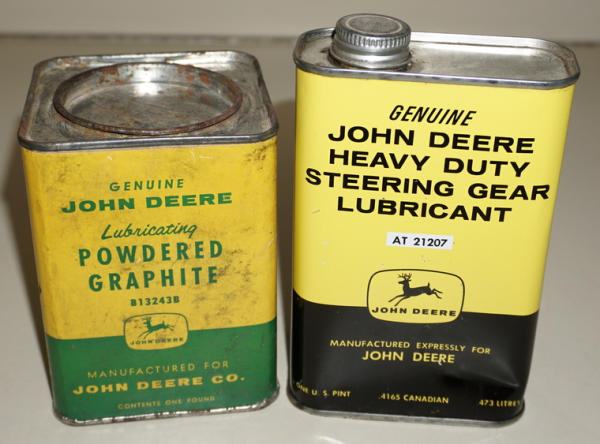 GENUINE
JOHN DEERE
Lubricating
POWDERED
GRAPHITE
B13243B
JOHN DEERE
MANUFACTURED FOR
JOHN DEERE CO.
CONTENTS ONE POUND
GENUINE
JOHN DEERE
HEAVY DUTY
STEERING GEAR
LUBRICANT
AT 21207
JOHN DEERE
MANUFACTURED EXPRESSLY FOR
JOHN DEERE
ONE U. S. PINT .4165 CANADIAN 473 LITRES